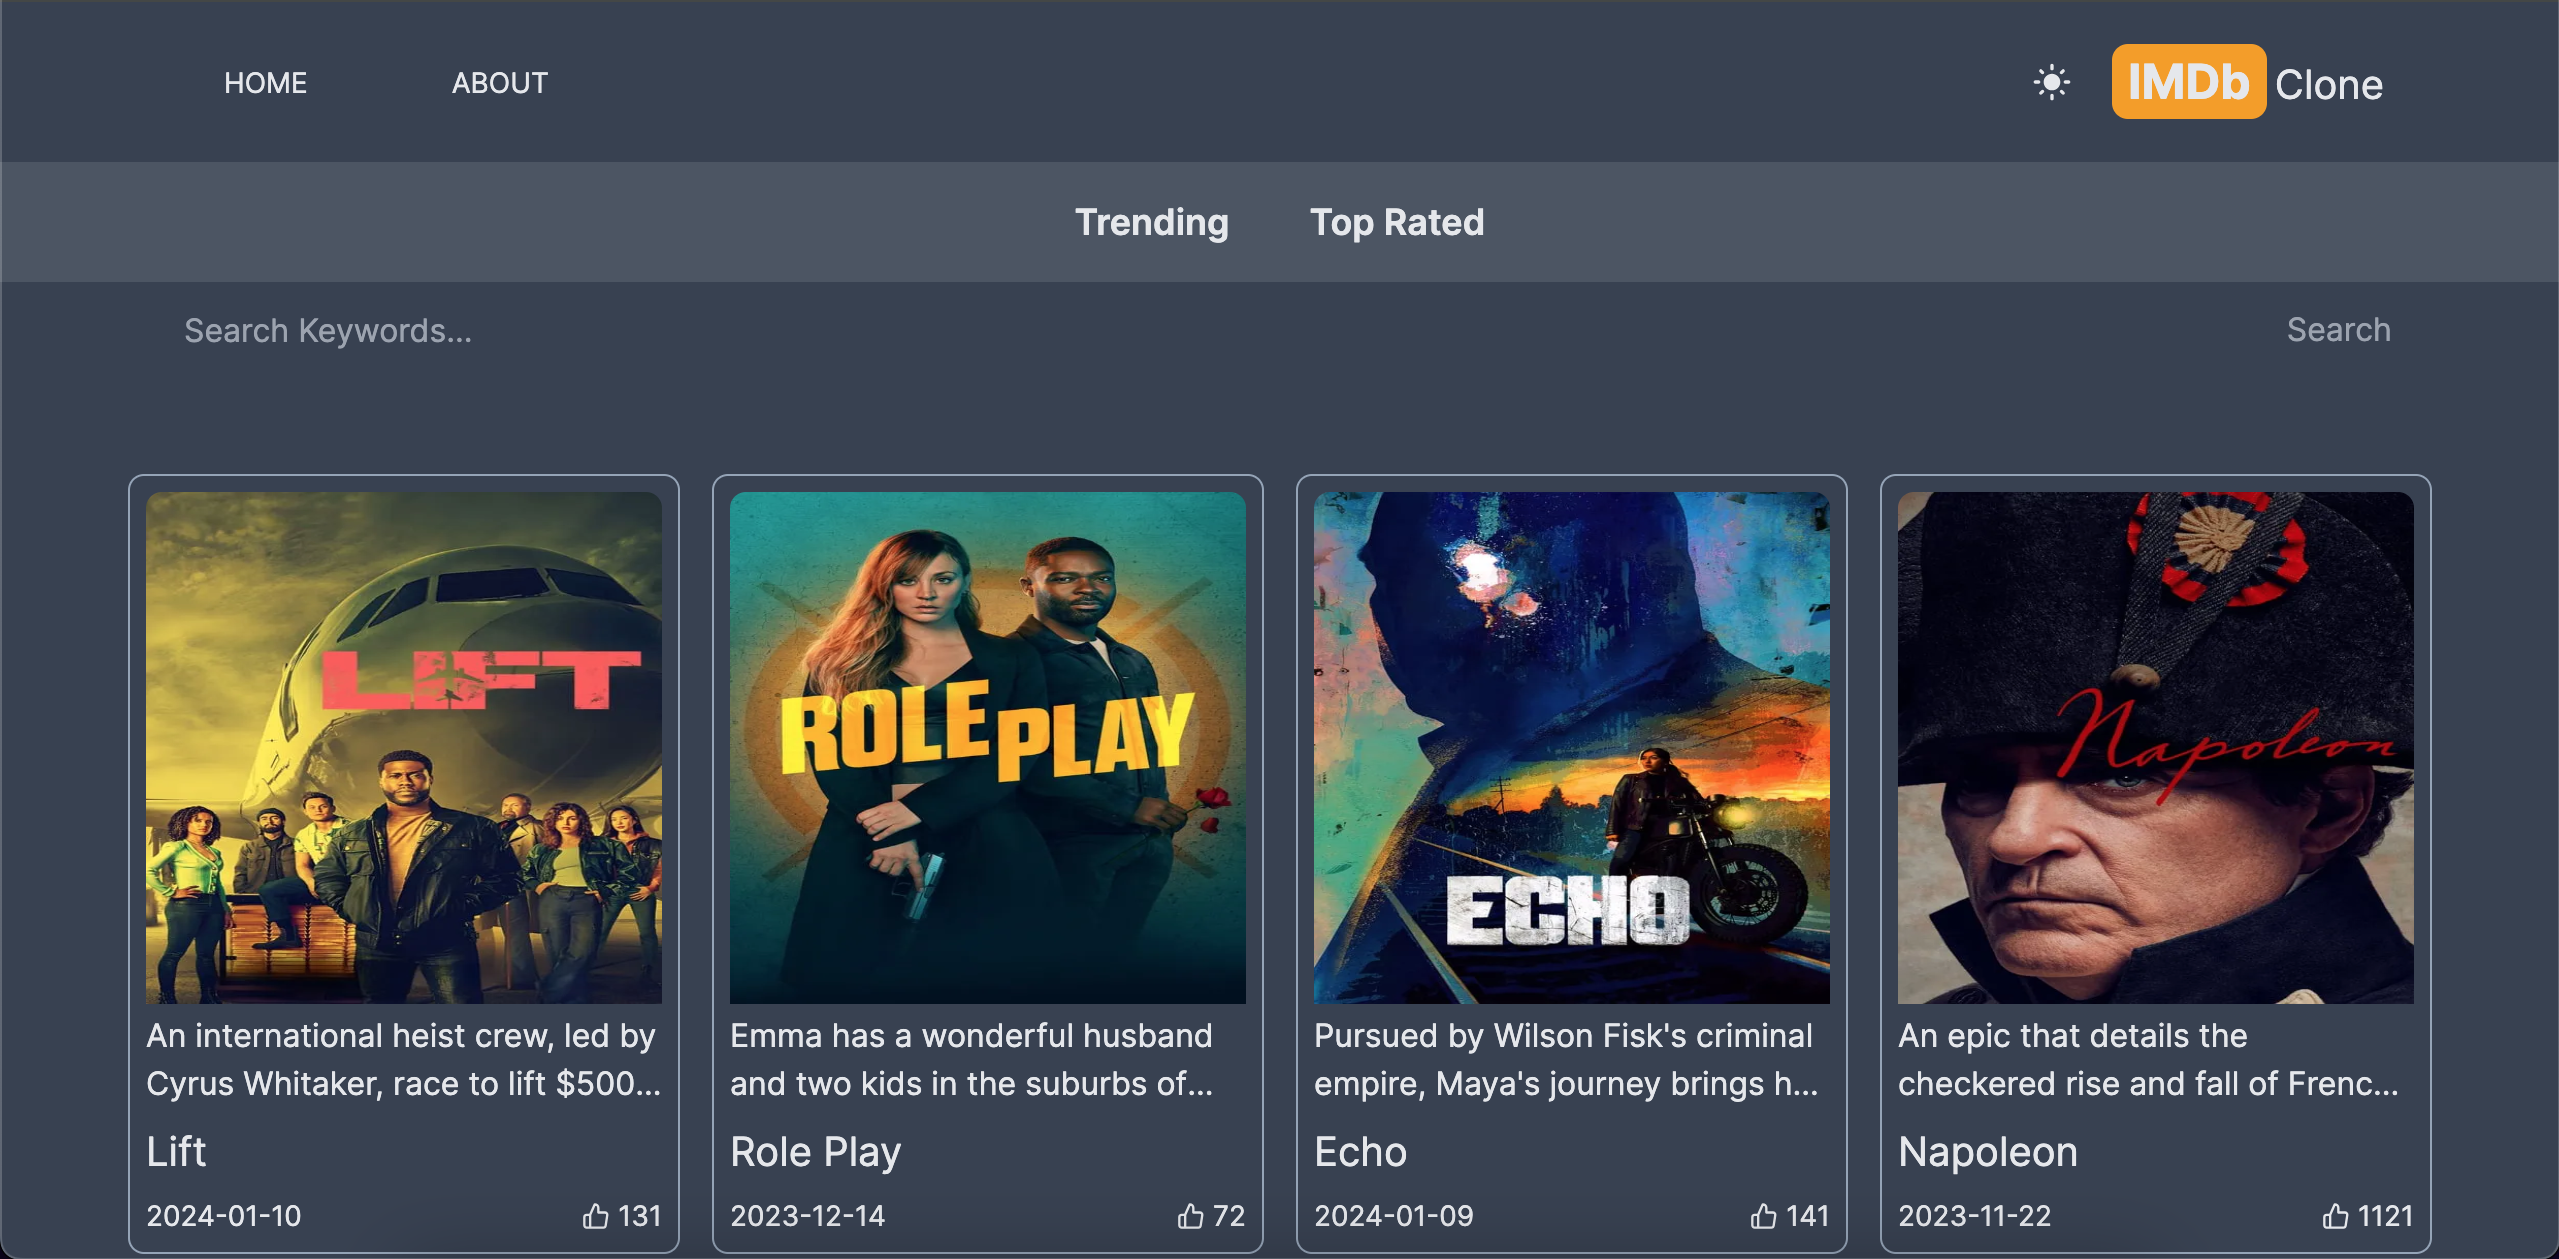 HOME ABOUT IMDb Clone
Trending Top Rated
Search Keywords... Search
LIFT
An international heist crew, led by
Cyrus Whitaker, race to lift $500...
Lift
2024-01-10 131
ROLE PLAY
Emma has a wonderful husband
and two kids in the suburbs of...
Role Play
2023-12-14 72
ECHO
Pursued by Wilson Fisk's criminal
empire, Maya's journey brings h...
Echo
2024-01-09 141
Napoleon
An epic that details the
checkered rise and fall of Frenc...
Napoleon
2023-11-22 1121